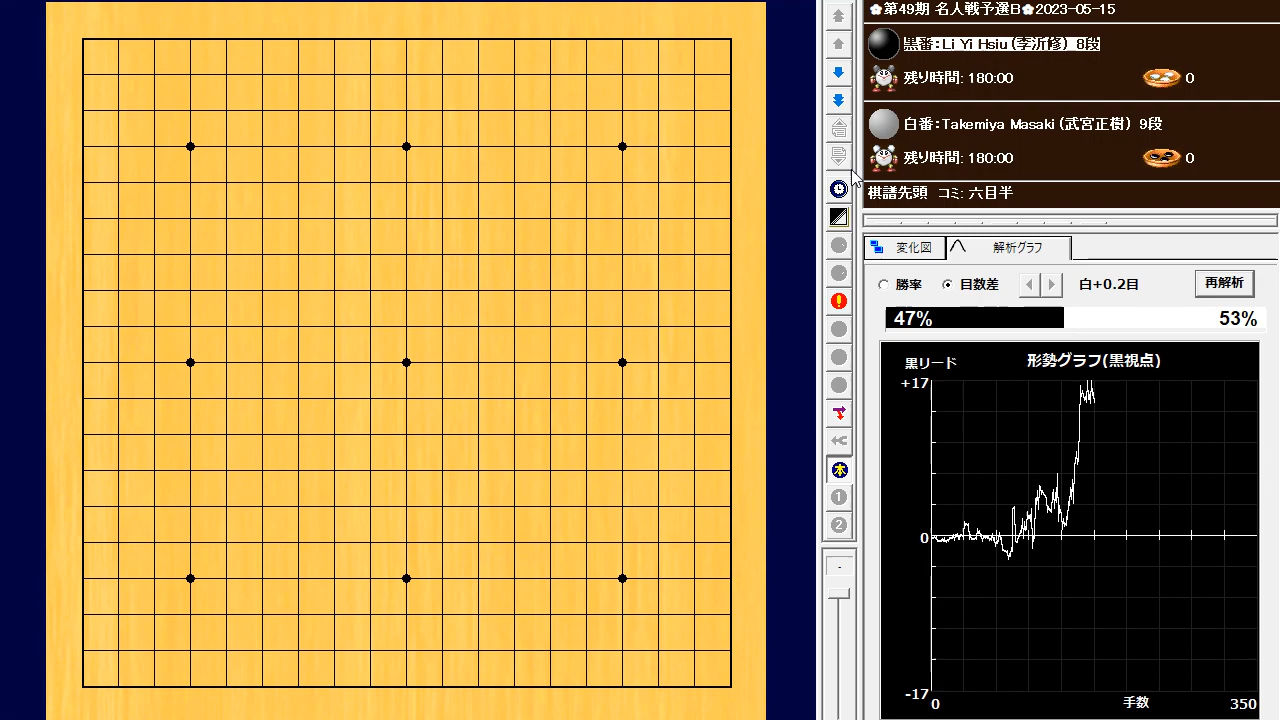 ✿第49期 名人戦予選B✿2023-05-15
黒番:Li Yi Hsiu(李沂修) 8段
残り時間: 180:00 0
白番:Takemiya Masaki(武宮正樹) 9段
残り時間: 180:00 0
棋譜先頭 コミ: 六目半
変化図 解析グラフ
勝率 目数差 白+0.2目 再解析
47% 53%
黒リード 形勢グラフ(黒視点)
+17
0
-17
0 手数 350
1
2
-